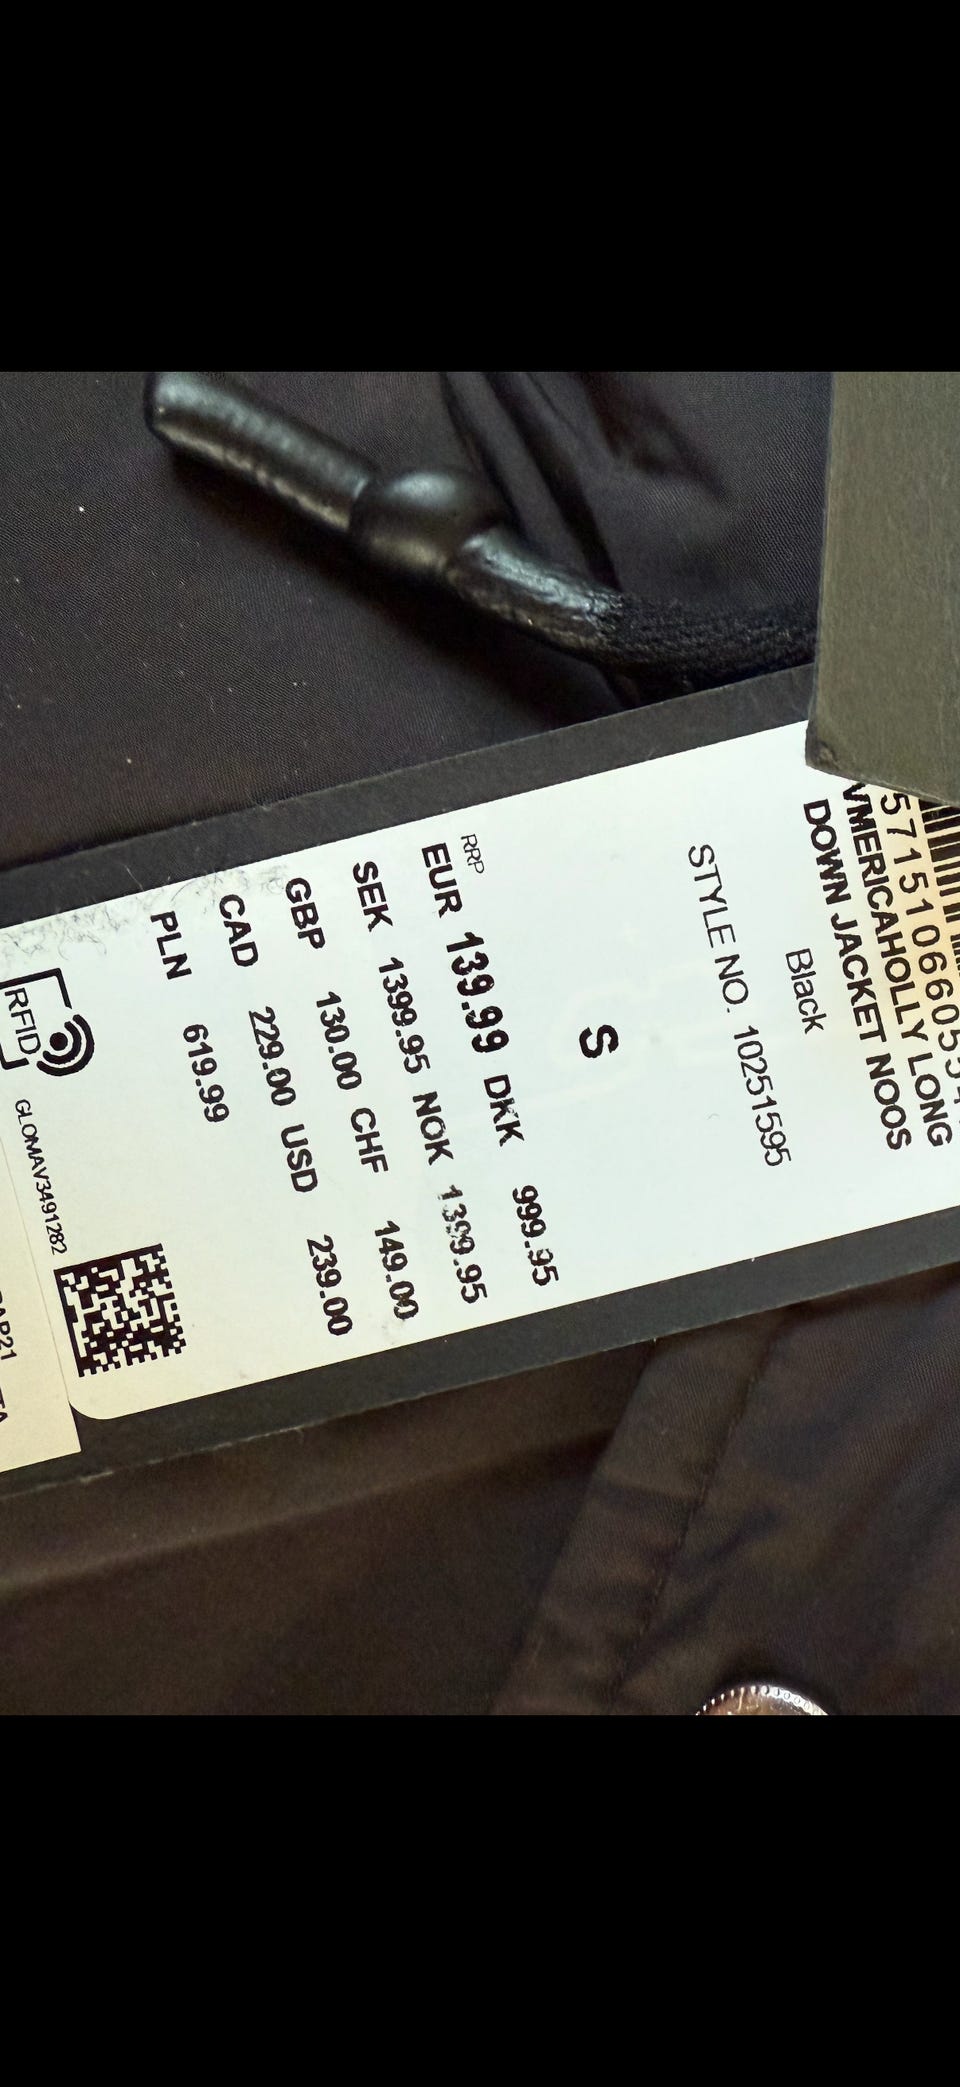 VMERICAHOLLY LONG
DOWN JACKET NOOS
Black
STYLE NO. 10251595
S
RRP
EUR 139.99 DKK 999.95
SEK 1399.95 NOK 1399.95
GBP 130.00 CHF 149.00
CAD 229.00 USD 239.00
PLN 619.99
RFID
GLOMAV3491282